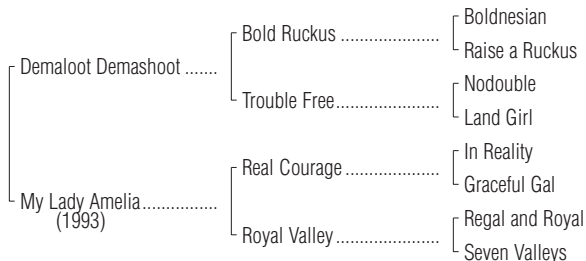 Boldnesian
Bold Ruckus ....................
Raise a Ruckus
Demaloot Demashoot .......
Nodouble
Trouble Free......................
Land Girl
In Reality
Real Courage ...................
Graceful Gal
My Lady Amelia................
(1993)
Regal and Royal
Royal Valley .....................
Seven Valleys